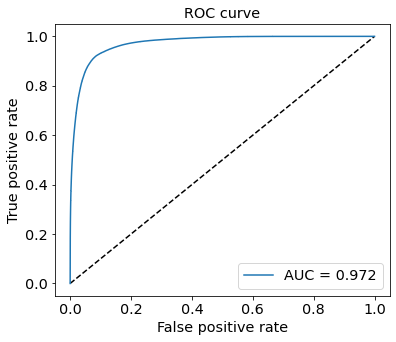 ROC curve
True positive rate
1.0
0.8
0.6
0.4
0.2
0.0
AUC = 0.972
0.0 0.2 0.4 0.6 0.8 1.0
False positive rate